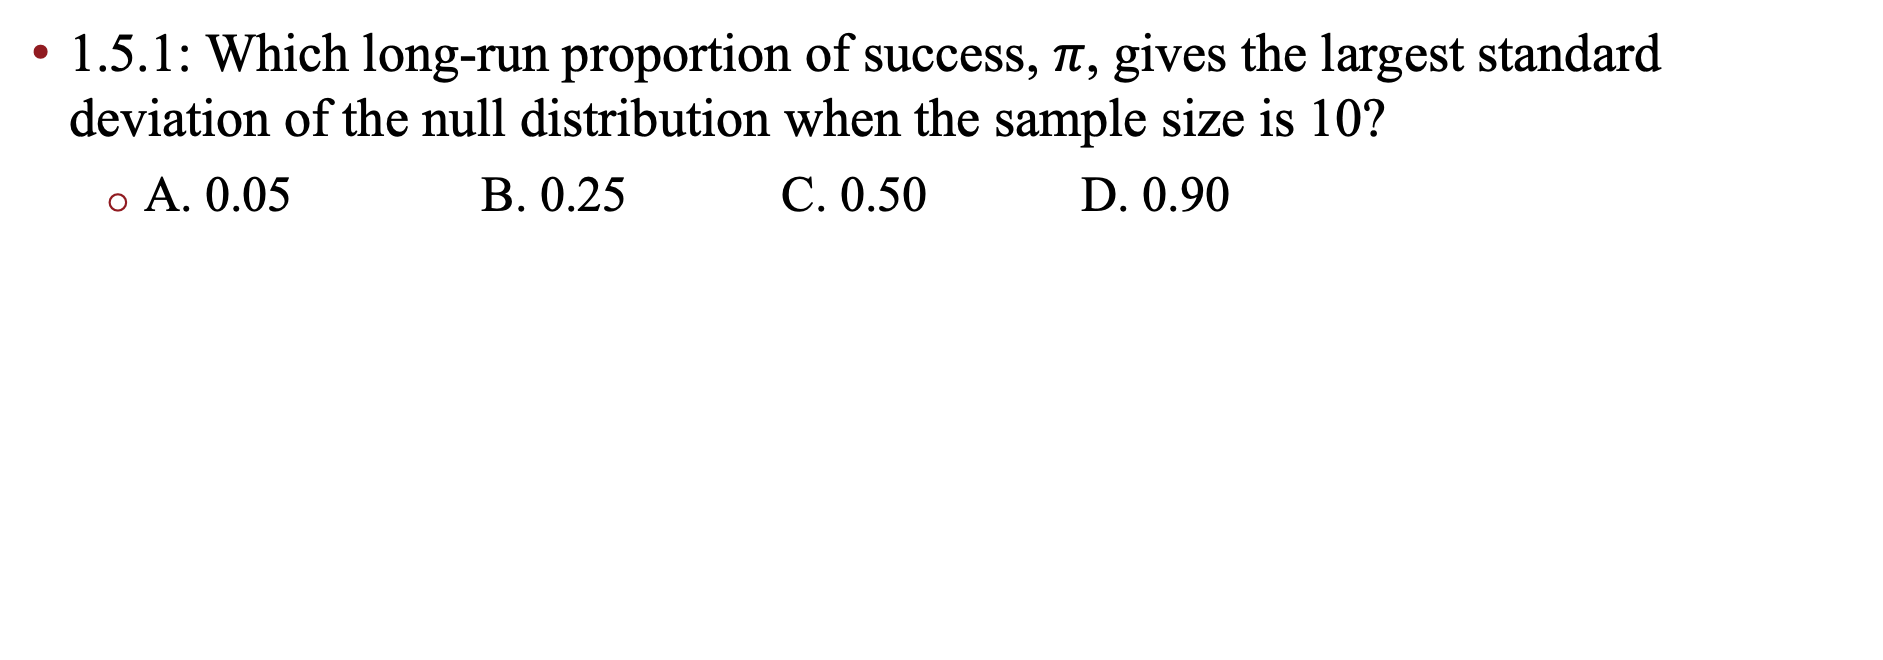 • 1.5.1: Which long-run proportion of success, π, gives the largest standard
deviation of the null distribution when the sample size is 10?
○ A. 0.05 B. 0.25 C. 0.50 D. 0.90